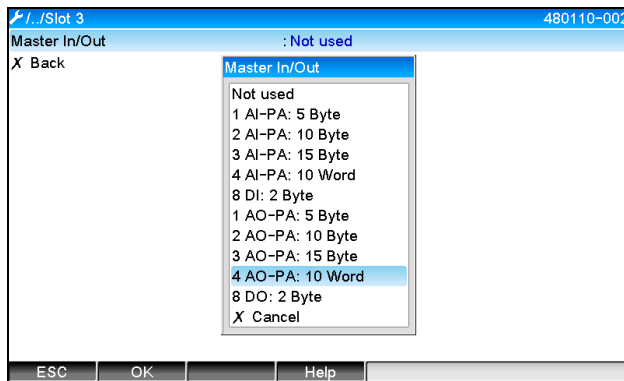 /../Slot 3 480110-002
Master In/Out : Not used
X Back
Master In/Out
Not used
1 AI-PA: 5 Byte
2 AI-PA: 10 Byte
3 AI-PA: 15 Byte
4 AI-PA: 10 Word
8 DI: 2 Byte
1 AO-PA: 5 Byte
2 AO-PA: 10 Byte
3 AO-PA: 15 Byte
4 AO-PA: 10 Word
8 DO: 2 Byte
X Cancel
ESC OK Help